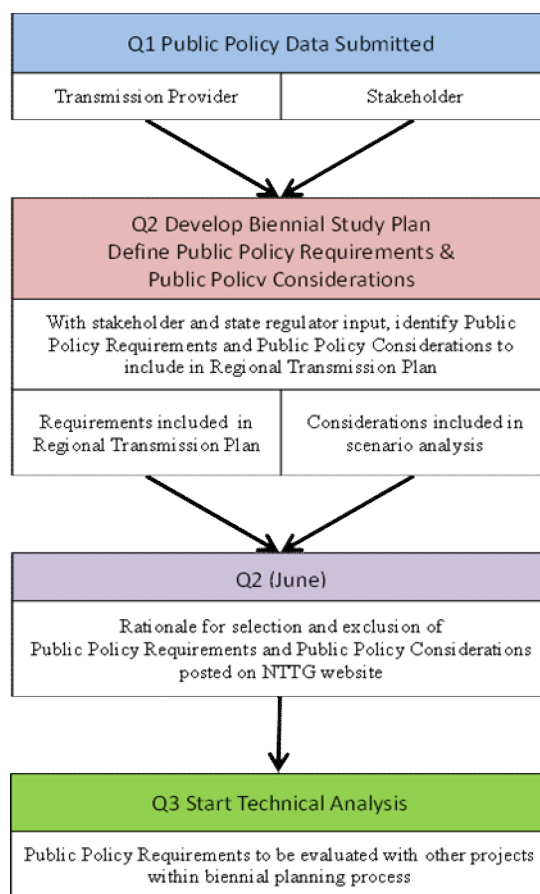 Q1 Public Policy Data Submitted
Transmission Provider
Stakeholder
Q2 Develop Biennial Study Plan
Define Public Policy Requirements &
Public Policy Considerations
With stakeholder and state regulator input, identify Public
Policy Requirements and Public Policy Considerations to
include in Regional Transmission Plan
Requirements included in
Regional Transmission Plan
Considerations included in
scenario analysis
Q2 (June)
Rationale for selection and exclusion of
Public Policy Requirements and Public Policy Considerations
posted on NTTG website
Q3 Start Technical Analysis
Public Policy Requirements to be evaluated with other projects
within biennial planning process